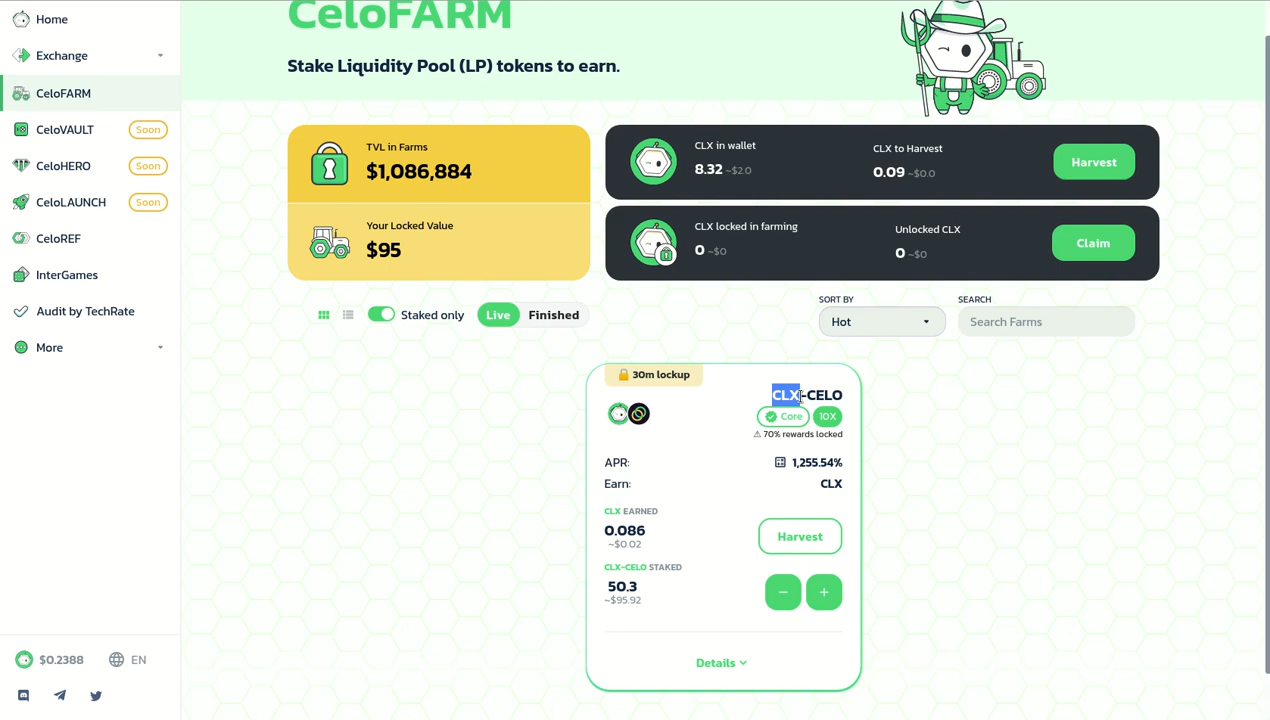 Home
Exchange
CeloFARM
CeloVAULT Soon
CeloHERO Soon
CeloLAUNCH Soon
CeloREF
InterGames
Audit by TechRate
More
$0.2388 EN
CeloFARM
Stake Liquidity Pool (LP) tokens to earn.
TVL in Farms
$1,086,884
Your Locked Value
$95
CLX in wallet
8.32 ~$2.0
CLX to Harvest
0.09 ~$0.0
Harvest
CLX locked in farming
0 ~$0
Unlocked CLX
0 ~$0
Claim
Staked only
Live Finished
SORT BY
Hot
SEARCH
Search Farms
30m lockup
CLX-CELO
Core 10X
70% rewards locked
APR: 1,255.54%
Earn: CLX
CLX EARNED
0.086
~$0.02
Harvest
CLX-CELO STAKED
50.3
~$95.92
− +
Details